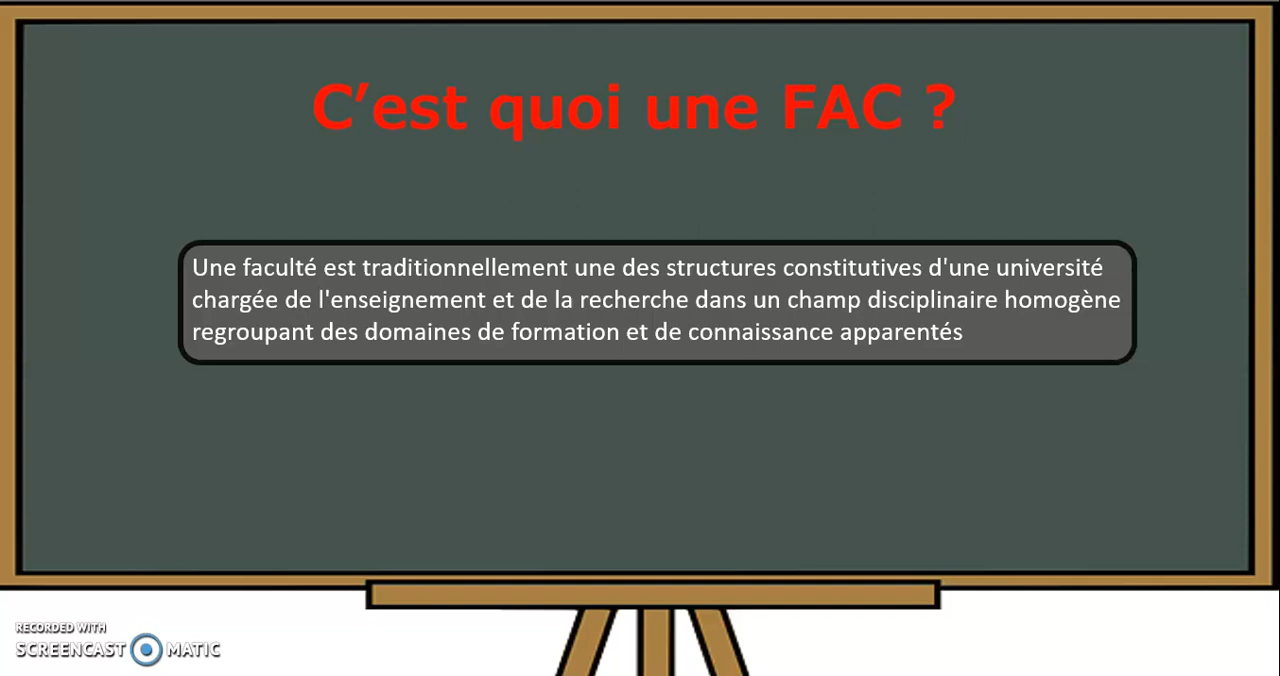 C’est quoi une FAC ?
Une faculté est traditionnellement une des structures constitutives d'une université
chargée de l'enseignement et de la recherche dans un champ disciplinaire homogène
regroupant des domaines de formation et de connaissance apparentés
RECORDED WITH
SCREENCAST MATIC